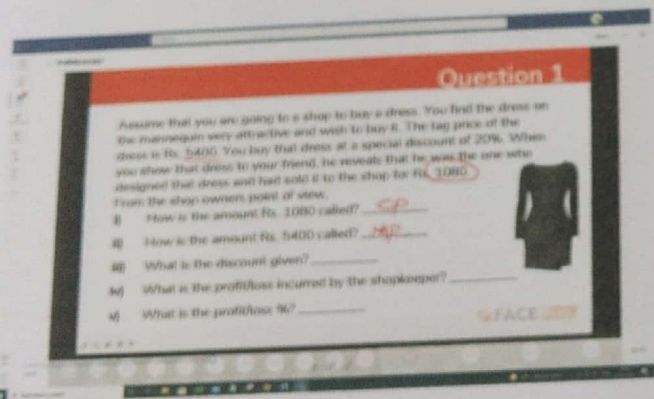 Question 1
Assume that you are going to a shop to buy a dress. You find the dress on
the mannequin very attractive and wish to buy it. The tag price of the
dress is Rs. 5400. You buy that dress at a special discount of 20%. When
you show that dress to your friend, he reveals that he was the one who
designed that dress and had sold it to the shop for Rs. 1080.
From the shop owners point of view,
i) How is the amount Rs. 1080 called? CP
ii) How is the amount Rs. 5400 called? MP
iii) What is the discount given?
iv) What is the profit/loss incurred by the shopkeeper?
v) What is the profit/loss %?
FACE